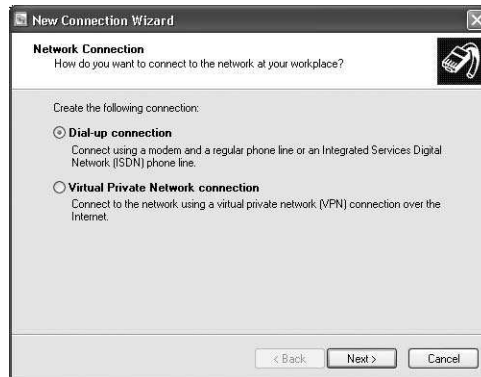 New Connection Wizard
Network Connection
How do you want to connect to the network at your workplace?
Create the following connection:
Dial-up connection
Connect using a modem and a regular phone line or an Integrated Services Digital
Network (ISDN) phone line.
Virtual Private Network connection
Connect to the network using a virtual private network (VPN) connection over the
Internet.
< Back Next > Cancel